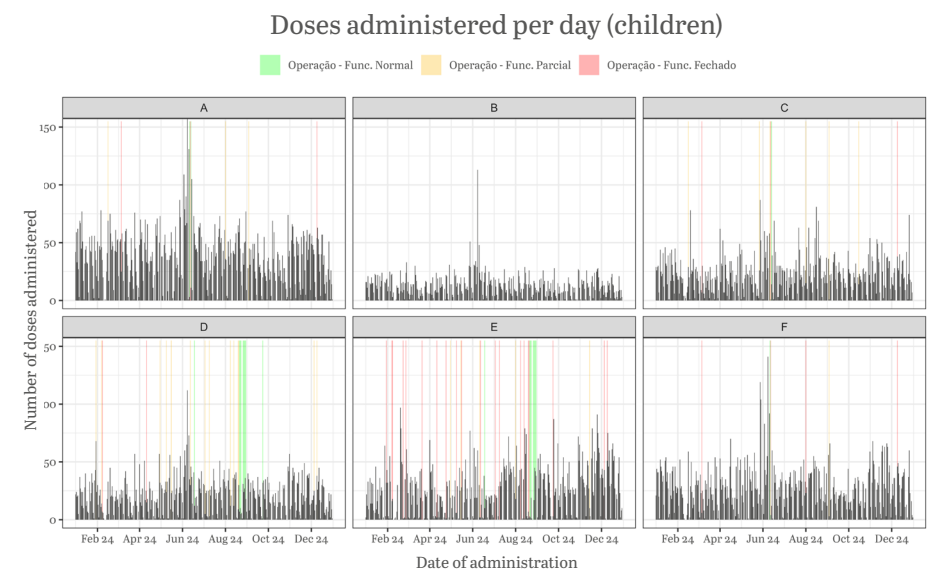 Doses administered per day (children)
Operação - Func. Normal Operação - Func. Parcial Operação - Func. Fechado
A B C
150
00
50
0
D E F
50
00
50
0
Feb 24 Apr 24 Jun 24 Aug 24 Oct 24 Dec 24 Feb 24 Apr 24 Jun 24 Aug 24 Oct 24 Dec 24 Feb 24 Apr 24 Jun 24 Aug 24 Oct 24 Dec 24
Number of doses administered
Date of administration